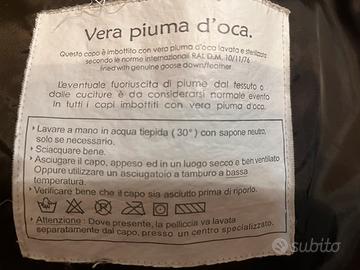 Vera piuma d'oca.
Questo capo è imbottito con vera piuma d'oca lavata e sterilizzata
secondo le norme internazionali RAL D.M. 10/11/76
lined with genuine goose down/feather
L'eventuale fuoriuscita di piume dal tessuto o
dalle cuciture è da considerarsi normale evento
In tutti i capi imbottiti con vera piuma d'oca.
› Lavare a mano in acqua tiepida (30°) con sapone neutro,
solo se necessario.
› Sciacquare bene.
› Asciugare il capo, appeso ed in un luogo secco e ben ventilato
Oppure utilizzare un asciugatoio a tamburo a bassa
temperatura.
› Verificare bene che il capo sia asciutto prima di riporlo.
› Attenzione: Dove presente, la pelliccia va lavata
separatamente dal capo, presso un centro specializzato.
subito